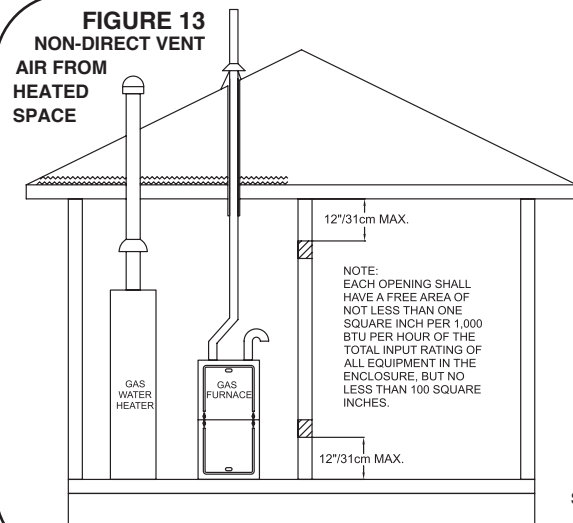 FIGURE 13
NON-DIRECT VENT
AIR FROM
HEATED
SPACE
12"/31cm MAX.
NOTE:
EACH OPENING SHALL
HAVE A FREE AREA OF
NOT LESS THAN ONE
SQUARE INCH PER 1,000
BTU PER HOUR OF THE
TOTAL INPUT RATING OF
ALL EQUIPMENT IN THE
ENCLOSURE, BUT NO
LESS THAN 100 SQUARE
INCHES.
GAS
WATER
HEATER
GAS
FURNACE
12"/31cm MAX.